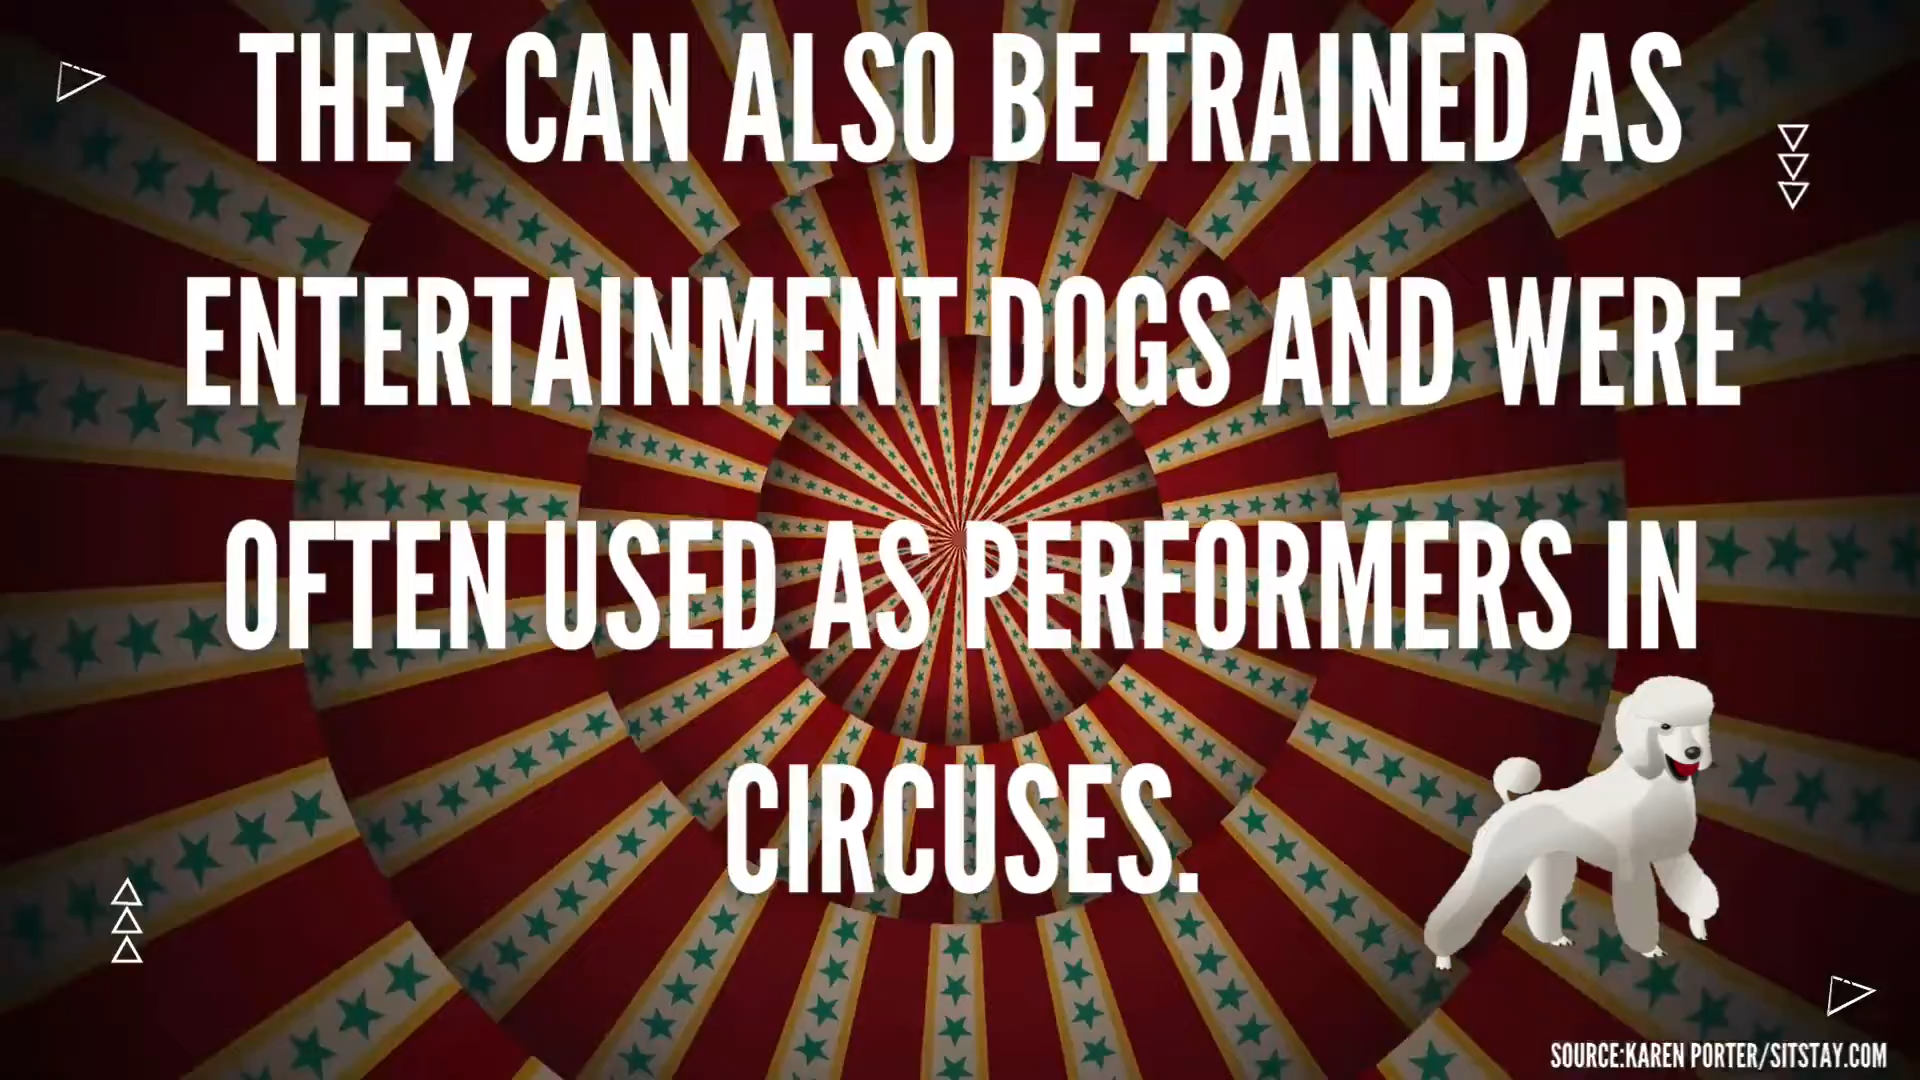 THEY CAN ALSO BE TRAINED AS
ENTERTAINMENT DOGS AND WERE
OFTEN USED AS PERFORMERS IN
CIRCUSES.
SOURCE:KAREN PORTER/SITSTAY.COM